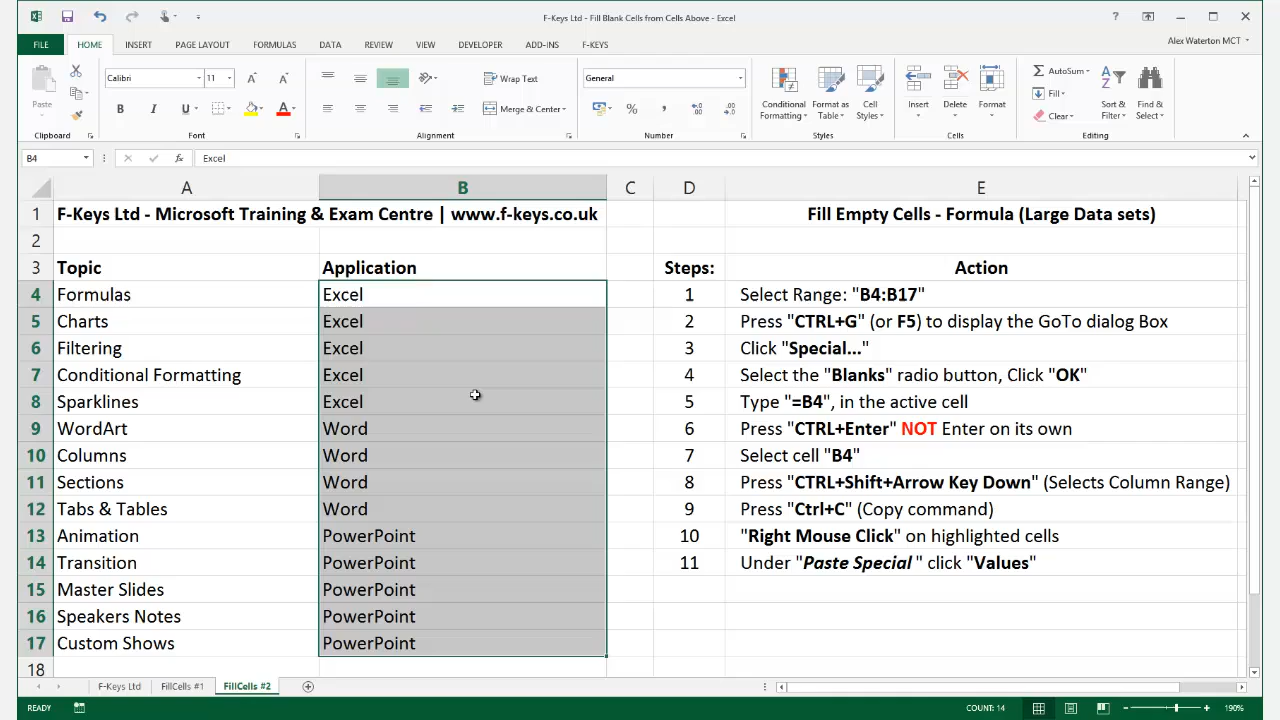 F-Keys Ltd - Fill Blank Cells from Cells Above - Excel
FILE HOME INSERT PAGE LAYOUT FORMULAS DATA REVIEW VIEW DEVELOPER ADD-INS F-KEYS
Alex Waterton MCT
Paste
Calibri 11
Wrap Text
Merge & Center
General
Conditional Formatting
Format as Table
Cell Styles
Insert
Delete
Format
AutoSum
Fill
Clear
Sort & Filter
Find & Select
Clipboard Font Alignment Number Styles Cells Editing
B4 fx Excel
A B C D E
1 F-Keys Ltd - Microsoft Training & Exam Centre | www.f-keys.co.uk Fill Empty Cells - Formula (Large Data sets)
2
3 Topic Application Steps: Action
4 Formulas Excel 1 Select Range: "B4:B17"
5 Charts Excel 2 Press "CTRL+G" (or F5) to display the GoTo dialog Box
6 Filtering Excel 3 Click "Special..."
7 Conditional Formatting Excel 4 Select the "Blanks" radio button, Click "OK"
8 Sparklines Excel 5 Type "=B4", in the active cell
9 WordArt Word 6 Press "CTRL+Enter" NOT Enter on its own
10 Columns Word 7 Select cell "B4"
11 Sections Word 8 Press "CTRL+Shift+Arrow Key Down" (Selects Column Range)
12 Tabs & Tables Word 9 Press "Ctrl+C" (Copy command)
13 Animation PowerPoint 10 "Right Mouse Click" on highlighted cells
14 Transition PowerPoint 11 Under "Paste Special " click "Values"
15 Master Slides PowerPoint
16 Speakers Notes PowerPoint
17 Custom Shows PowerPoint
18
F-Keys Ltd FillCells #1 FillCells #2
READY COUNT: 14 190%